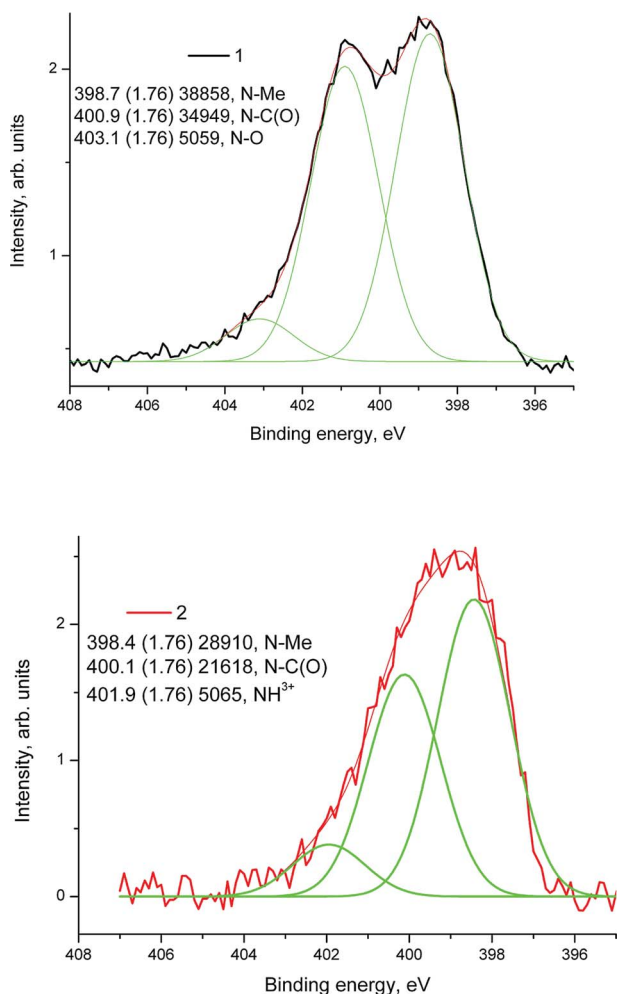 1
398.7 (1.76) 38858, N-Me
400.9 (1.76) 34949, N-C(O)
403.1 (1.76) 5059, N-O
Intensity, arb. units
2
1
408 406 404 402 400 398 396
Binding energy, eV
2
398.4 (1.76) 28910, N-Me
400.1 (1.76) 21618, N-C(O)
401.9 (1.76) 5065, NH³⁺
Intensity, arb. units
2
1
0
408 406 404 402 400 398 396 394
Binding energy, eV